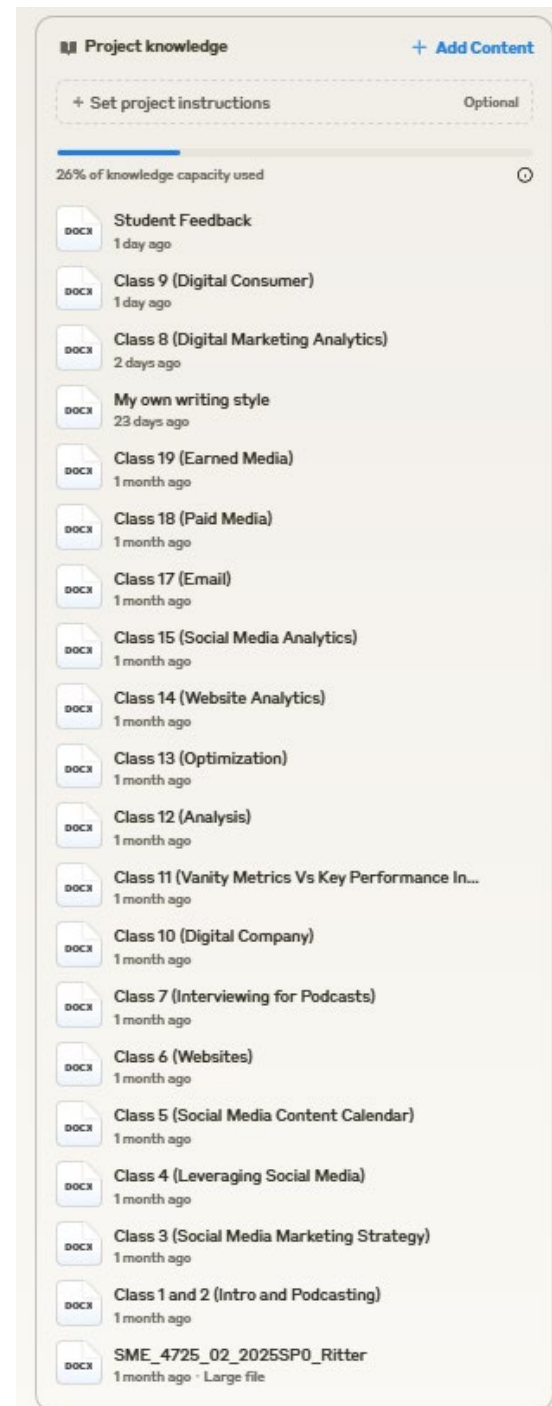 Project knowledge
+ Add Content
+ Set project instructions
Optional
26% of knowledge capacity used
DOCX
Student Feedback
1 day ago
DOCX
Class 9 (Digital Consumer)
1 day ago
DOCX
Class 8 (Digital Marketing Analytics)
2 days ago
DOCX
My own writing style
23 days ago
DOCX
Class 19 (Earned Media)
1 month ago
DOCX
Class 18 (Paid Media)
1 month ago
DOCX
Class 17 (Email)
1 month ago
DOCX
Class 15 (Social Media Analytics)
1 month ago
DOCX
Class 14 (Website Analytics)
1 month ago
DOCX
Class 13 (Optimization)
1 month ago
DOCX
Class 12 (Analysis)
1 month ago
DOCX
Class 11 (Vanity Metrics Vs Key Performance In...
1 month ago
DOCX
Class 10 (Digital Company)
1 month ago
DOCX
Class 7 (Interviewing for Podcasts)
1 month ago
DOCX
Class 6 (Websites)
1 month ago
DOCX
Class 5 (Social Media Content Calendar)
1 month ago
DOCX
Class 4 (Leveraging Social Media)
1 month ago
DOCX
Class 3 (Social Media Marketing Strategy)
1 month ago
DOCX
Class 1 and 2 (Intro and Podcasting)
1 month ago
DOCX
SME_4725_02_2025SP0_Ritter
1 month ago · Large file